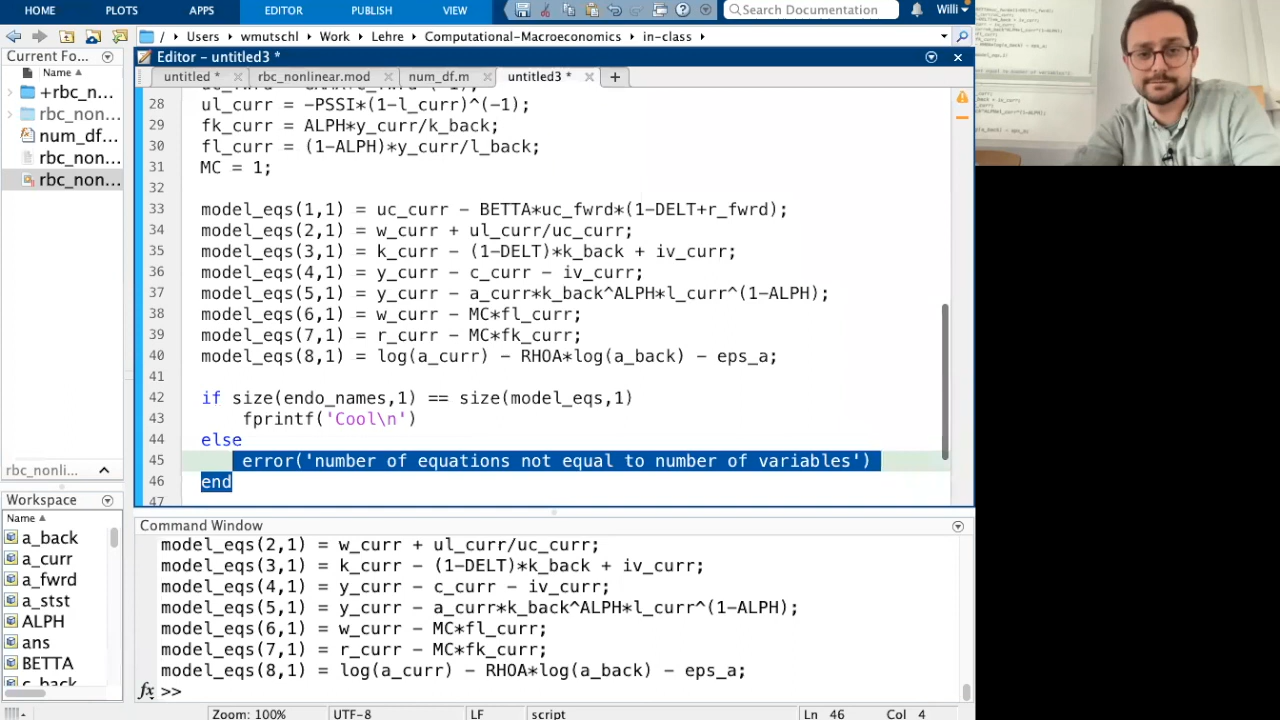 HOME PLOTS APPS EDITOR PUBLISH VIEW Search Documentation Willi
/ Users wmutschl Documents Computational-Macroeconomics in-class
Current Fo...
Name
+rbc_n...
rbc_non...
num_df...
rbc_non...
rbc_non...
rbc_nonli...
Workspace
Name
a_back
a_curr
a_fwrd
a_stst
ALPH
ans
BETTA
c_back
Editor - untitled3 *
untitled * rbc_nonlinear.mod num_df.m untitled3 * +
28 ul_curr = -PSSI*(1-l_curr)^(-1);
29 fk_curr = ALPH*y_curr/k_back;
30 fl_curr = (1-ALPH)*y_curr/l_back;
31 MC = 1;
32
33 model_eqs(1,1) = uc_curr - BETTA*uc_fwrd*(1-DELT+r_fwrd);
34 model_eqs(2,1) = w_curr + ul_curr/uc_curr;
35 model_eqs(3,1) = k_curr - (1-DELT)*k_back + iv_curr;
36 model_eqs(4,1) = y_curr - c_curr - iv_curr;
37 model_eqs(5,1) = y_curr - a_curr*k_back^ALPH*l_curr^(1-ALPH);
38 model_eqs(6,1) = w_curr - MC*fl_curr;
39 model_eqs(7,1) = r_curr - MC*fk_curr;
40 model_eqs(8,1) = log(a_curr) - RHOA*log(a_back) - eps_a;
41
42 if size(endo_names,1) == size(model_eqs,1)
43 fprintf('Cool\n')
44 else
45 error('number of equations not equal to number of variables')
46 end
47
Command Window
model_eqs(2,1) = w_curr + ul_curr/uc_curr;
model_eqs(3,1) = k_curr - (1-DELT)*k_back + iv_curr;
model_eqs(4,1) = y_curr - c_curr - iv_curr;
model_eqs(5,1) = y_curr - a_curr*k_back^ALPH*l_curr^(1-ALPH);
model_eqs(6,1) = w_curr - MC*fl_curr;
model_eqs(7,1) = r_curr - MC*fk_curr;
model_eqs(8,1) = log(a_curr) - RHOA*log(a_back) - eps_a;
fx >>
Zoom: 100% UTF-8 LF script Ln 46 Col 4